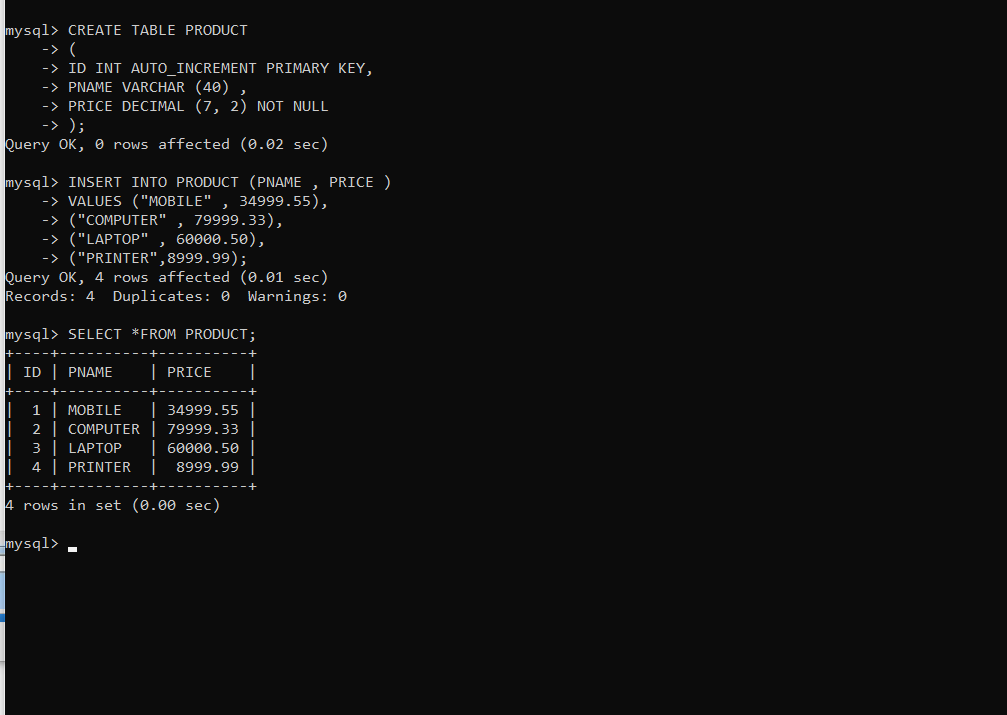 mysql> CREATE TABLE PRODUCT
    -> (
    -> ID INT AUTO_INCREMENT PRIMARY KEY,
    -> PNAME VARCHAR (40) ,
    -> PRICE DECIMAL (7, 2) NOT NULL
    -> );
Query OK, 0 rows affected (0.02 sec)

mysql> INSERT INTO PRODUCT (PNAME , PRICE )
    -> VALUES ("MOBILE" , 34999.55),
    -> ("COMPUTER" , 79999.33),
    -> ("LAPTOP" , 60000.50),
    -> ("PRINTER",8999.99);
Query OK, 4 rows affected (0.01 sec)
Records: 4  Duplicates: 0  Warnings: 0

mysql> SELECT *FROM PRODUCT;
+----+----------+----------+
| ID | PNAME    | PRICE    |
+----+----------+----------+
|  1 | MOBILE   | 34999.55 |
|  2 | COMPUTER | 79999.33 |
|  3 | LAPTOP   | 60000.50 |
|  4 | PRINTER  |  8999.99 |
+----+----------+----------+
4 rows in set (0.00 sec)

mysql>